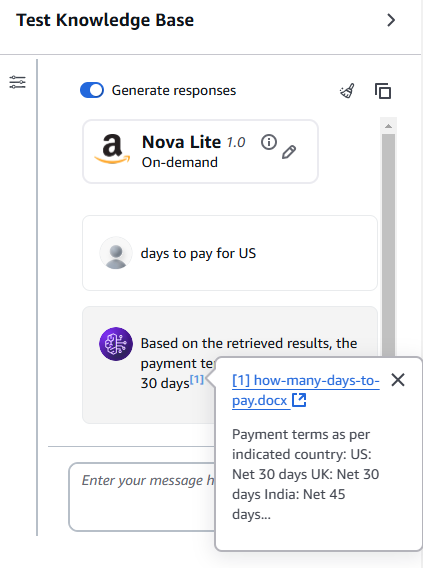 Test Knowledge Base
Generate responses
Nova Lite 1.0
On-demand
days to pay for US
Based on the retrieved results, the
payment te
30 days[1]
[1] how-many-days-to-
pay.docx
Payment terms as per
indicated country: US:
Net 30 days UK: Net 30
days India: Net 45
days...
Enter your message h